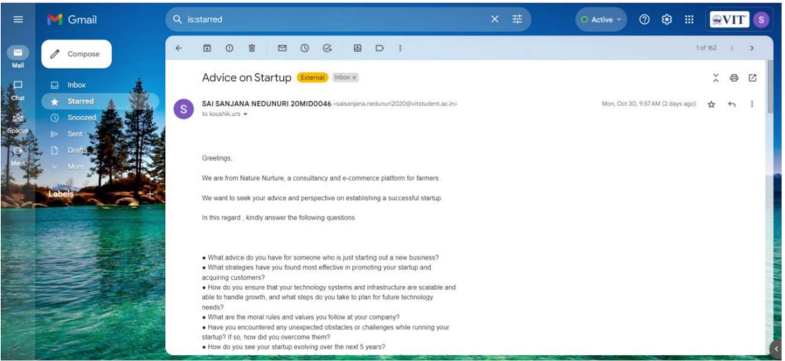 Gmail
is:starred
Active
VIT
S
Mail
Compose
1 of 162
Inbox
Chat
Starred
Spaces
Snoozed
Sent
Meet
Drafts
More
Labels
Advice on Startup External Inbox x
S
SAI SANJANA NEDUNURI 20MID0046 <saisanjana.nedunuri2020@vitstudent.ac.in>
Mon, Oct 30, 9:57 AM (2 days ago)
to koushik.urs
Greetings,
We are from Nature Nurture, a consultancy and e-commerce platform for farmers .
We want to seek your advice and perspective on establishing a successful startup.
In this regard , kindly answer the following questions
● What advice do you have for someone who is just starting out a new business?
● What strategies have you found most effective in promoting your startup and
acquiring customers?
● How do you ensure that your technology systems and infrastructure are scalable and
able to handle growth, and what steps do you take to plan for future technology
needs?
● What are the moral rules and values you follow at your company?
● Have you encountered any unexpected obstacles or challenges while running your
startup? If so, how did you overcome them?
● How do you see your startup evolving over the next 5 years?